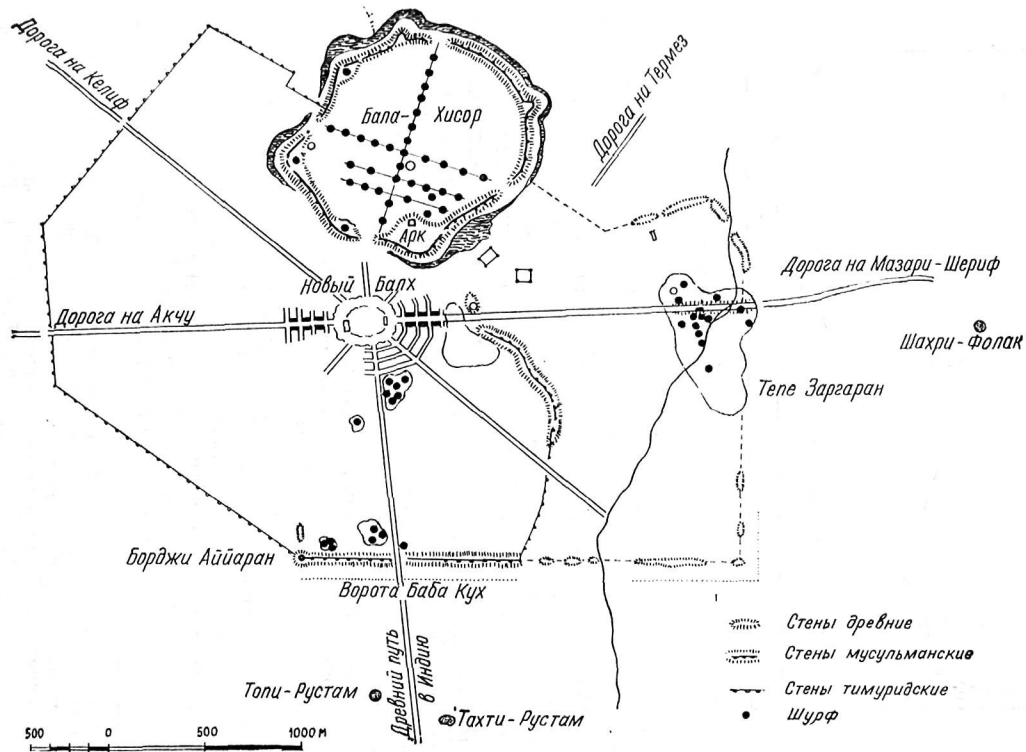 Дорога на Келиф
Бала-Хисор
Дорога на Термез
Арк
Новый Балх
Дорога на Мазари-Шериф
Дорога на Акчу
Шахри-Фолак
Тепе Заргаран
Борджи Аййаран
Ворота Баба Кух
Древний путь
в Индию
Топи-Рустам
Тахти-Рустам
Стены древние
Стены мусульманские
Стены тимуридские
Шурф
500 0 500 1000 М